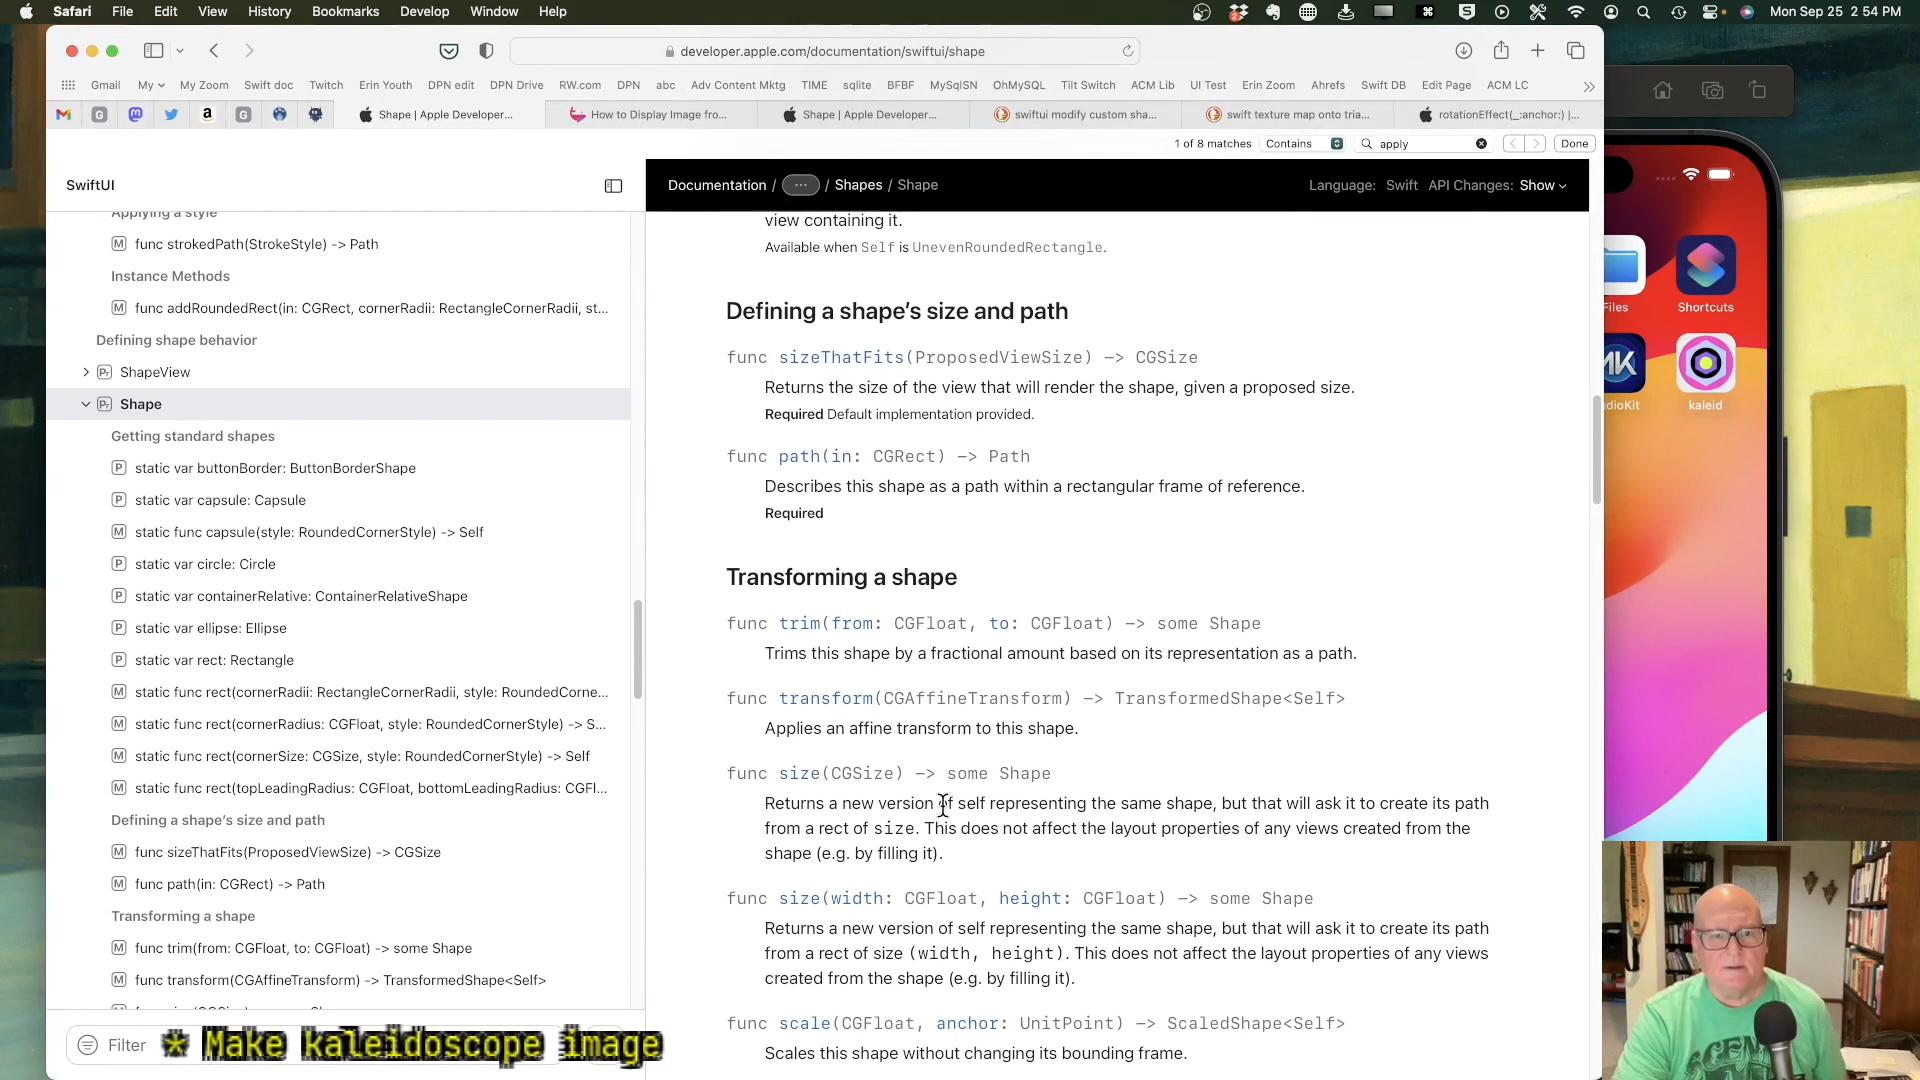 Safari File Edit View History Bookmarks Develop Window Help
Mon Sep 25 2 54 PM
developer.apple.com/documentation/swiftui/shape
Gmail My My Zoom Swift doc Twitch Erin Youth DPN edit DPN Drive RW.com DPN abc Adv Content Mktg TIME sqlite BFBF MySqlSN OhMySQL Tilt Switch ACM Lib UI Test Erin Zoom Ahrefs Swift DB Edit Page ACM LC
Shape | Apple Developer... How to Display Image fro... Shape | Apple Developer... swiftui modify custom sha... swift texture map onto tria... rotationEffect(_:anchor:) |...
1 of 8 matches Contains apply Done
SwiftUI
Documentation / ... / Shapes / Shape
Language: Swift API Changes: Show
Applying a style
M func strokedPath(StrokeStyle) -> Path
Instance Methods
M func addRoundedRect(in: CGRect, cornerRadii: RectangleCornerRadii, st...
Defining shape behavior
Pr ShapeView
Pr Shape
Getting standard shapes
P static var buttonBorder: ButtonBorderShape
P static var capsule: Capsule
M static func capsule(style: RoundedCornerStyle) -> Self
P static var circle: Circle
P static var containerRelative: ContainerRelativeShape
P static var ellipse: Ellipse
P static var rect: Rectangle
M static func rect(cornerRadii: RectangleCornerRadii, style: RoundedCorne...
M static func rect(cornerRadius: CGFloat, style: RoundedCornerStyle) -> S...
M static func rect(cornerSize: CGSize, style: RoundedCornerStyle) -> Self
M static func rect(topLeadingRadius: CGFloat, bottomLeadingRadius: CGFl...
Defining a shape's size and path
M func sizeThatFits(ProposedViewSize) -> CGSize
M func path(in: CGRect) -> Path
Transforming a shape
M func trim(from: CGFloat, to: CGFloat) -> some Shape
M func transform(CGAffineTransform) -> TransformedShape<Self>
Filter
* Make kaleidoscope image
view containing it.
Available when Self is UnevenRoundedRectangle.
Defining a shape’s size and path
func sizeThatFits(ProposedViewSize) -> CGSize
Returns the size of the view that will render the shape, given a proposed size.
Required Default implementation provided.
func path(in: CGRect) -> Path
Describes this shape as a path within a rectangular frame of reference.
Required
Transforming a shape
func trim(from: CGFloat, to: CGFloat) -> some Shape
Trims this shape by a fractional amount based on its representation as a path.
func transform(CGAffineTransform) -> TransformedShape<Self>
Applies an affine transform to this shape.
func size(CGSize) -> some Shape
Returns a new version of self representing the same shape, but that will ask it to create its path
from a rect of size. This does not affect the layout properties of any views created from the
shape (e.g. by filling it).
func size(width: CGFloat, height: CGFloat) -> some Shape
Returns a new version of self representing the same shape, but that will ask it to create its path
from a rect of size (width, height). This does not affect the layout properties of any views
created from the shape (e.g. by filling it).
func scale(CGFloat, anchor: UnitPoint) -> ScaledShape<Self>
Scales this shape without changing its bounding frame.
Files Shortcuts
dioKit kaleid